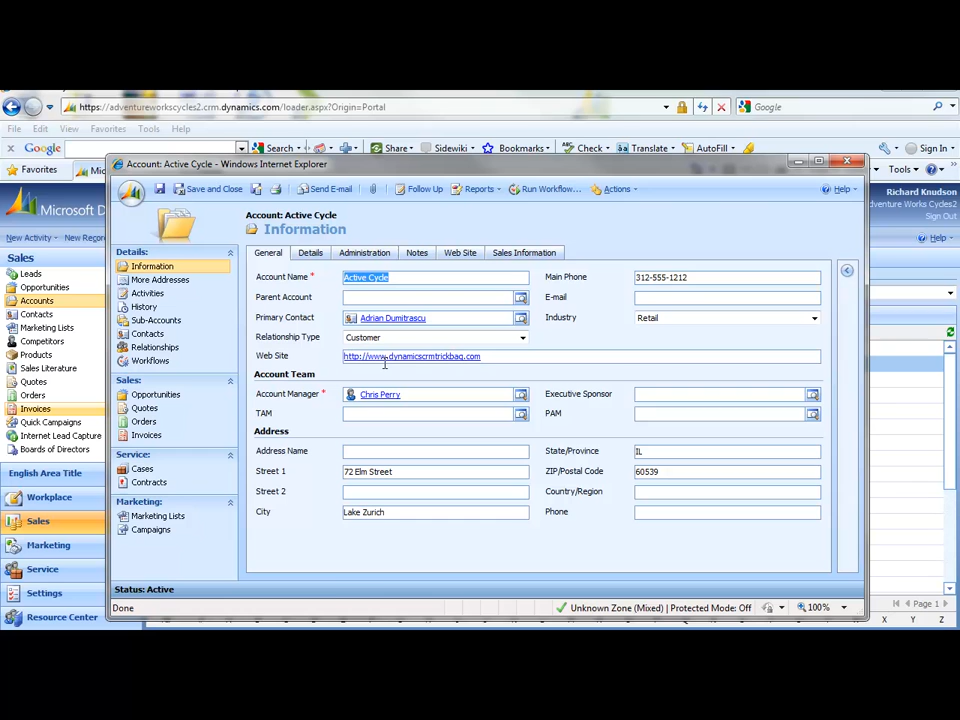 https://adventureworkscycles2.crm.dynamics.com/loader.aspx?Origin=Portal
Google
File Edit View Favorites Tools Help
x Google Search Share Sidewiki Bookmarks Check Translate AutoFill Sign In
Favorites Mic Tools
Account: Active Cycle - Windows Internet Explorer
Microsoft D
Richard Knudson
dventure Works Cycles2
Sign Out
New Activity New Record
Help
Save and Close Send E-mail Follow Up Reports Run Workflow... Actions Help
Account: Active Cycle
Information
General Details Administration Notes Web Site Sales Information
Sales
Leads
Opportunities
Accounts
Contacts
Marketing Lists
Competitors
Products
Sales Literature
Quotes
Orders
Invoices
Quick Campaigns
Internet Lead Capture
Boards of Directors
English Area Title
Workplace
Sales
Marketing
Service
Settings
Resource Center
Details:
Information
More Addresses
Activities
History
Sub-Accounts
Contacts
Relationships
Workflows
Sales:
Opportunities
Quotes
Orders
Invoices
Service:
Cases
Contracts
Marketing:
Marketing Lists
Campaigns
Account Name * Active Cycle Main Phone 312-555-1212
Parent Account E-mail
Primary Contact Adrian Dumitrascu Industry Retail
Relationship Type Customer
Web Site http://www.dynamicscrmtrickbag.com
Account Team
Account Manager * Chris Perry Executive Sponsor
TAM PAM
Address
Address Name State/Province IL
Street 1 72 Elm Street ZIP/Postal Code 60539
Street 2 Country/Region
City Lake Zurich Phone
Status: Active
Done Unknown Zone (Mixed) | Protected Mode: Off 100%
Page 1
X Y Z